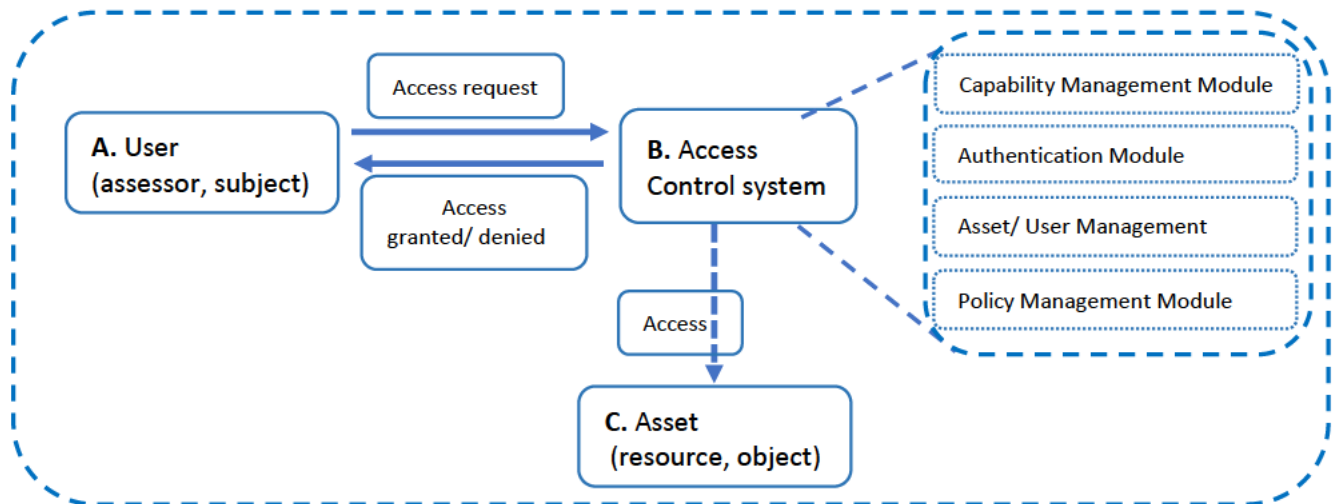 Access request
A. User
(assessor, subject)
Access
granted/ denied
B. Access
Control system
Capability Management Module
Authentication Module
Asset/ User Management
Policy Management Module
Access
C. Asset
(resource, object)